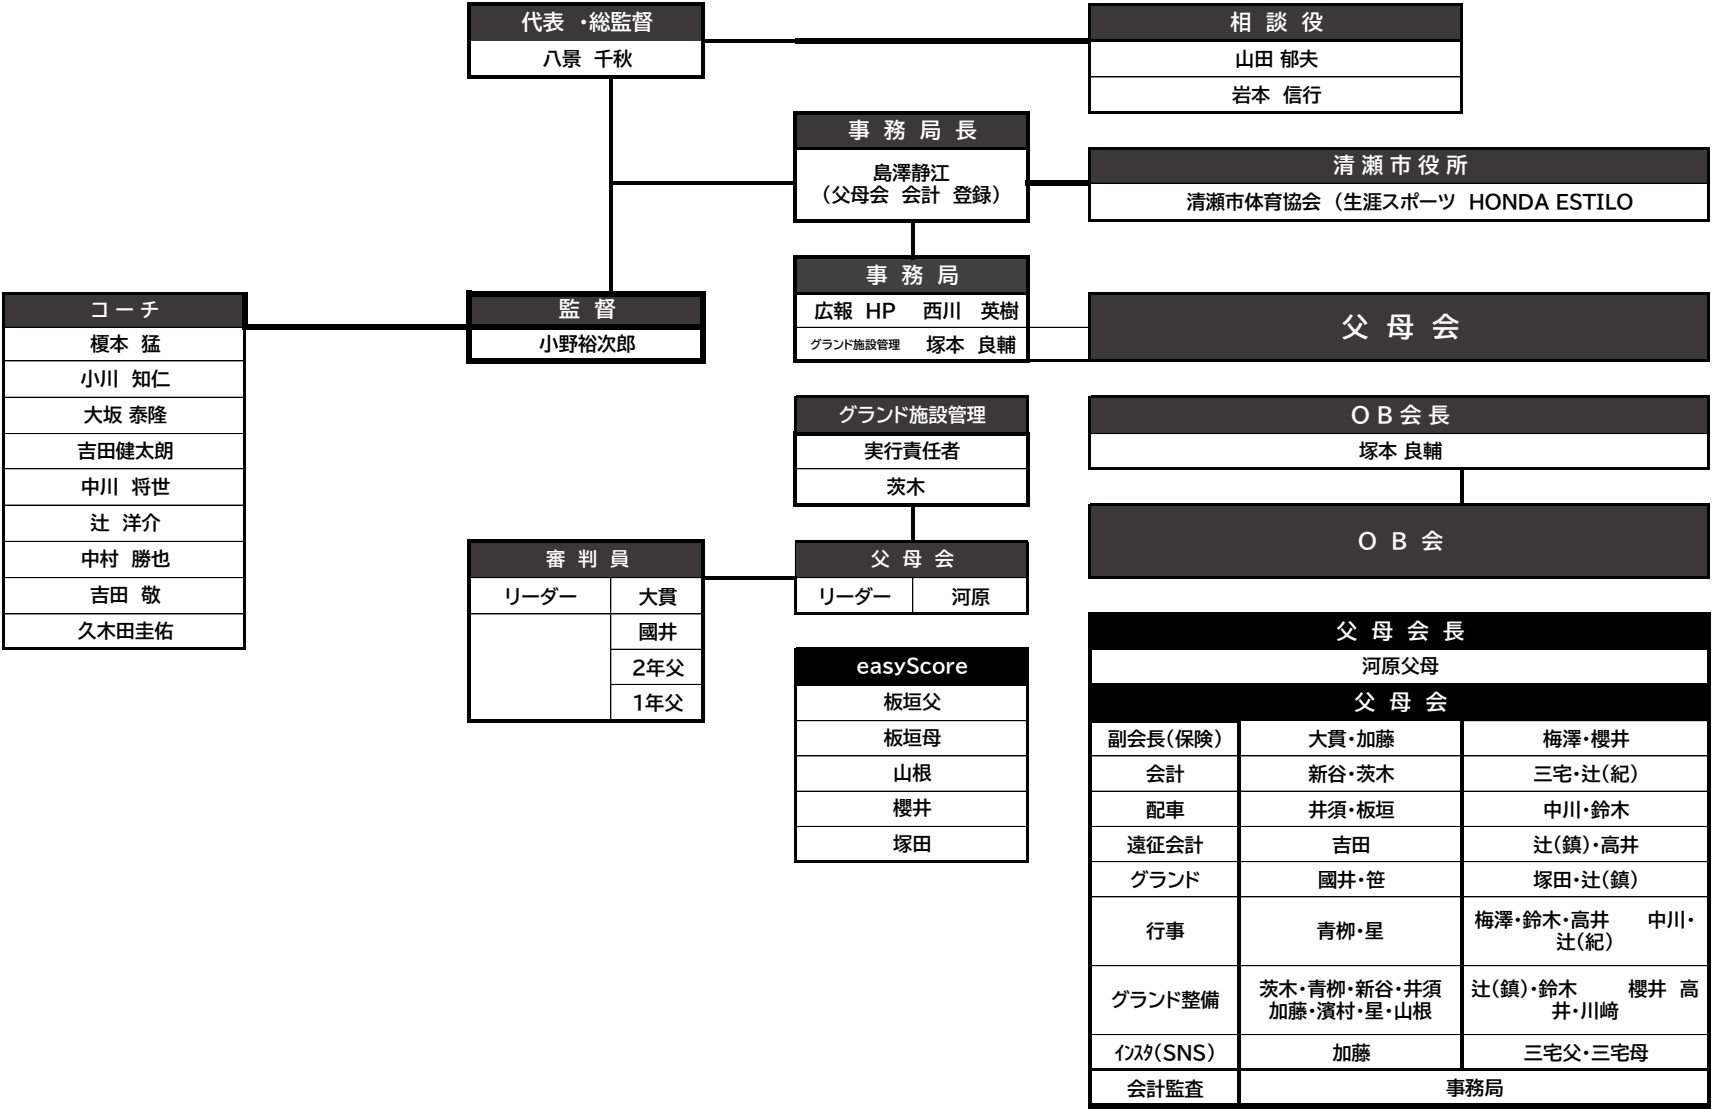 代表 ・総監督
八景 千秋
相 談 役
山田 郁夫
岩本 信行
事 務 局 長
島澤静江
（父母会 会計 登録）
清 瀬 市 役 所
清瀬市体育協会 （生涯スポーツ HONDA ESTILO
事 務 局
広報 HP 西川 英樹
グランド施設管理 塚本 良輔
父 母 会
コ ー チ
榎本 猛
小川 知仁
大坂 泰隆
吉田健太朗
中川 将世
辻 洋介
中村 勝也
吉田 敬
久木田圭佑
監 督
小野裕次郎
グランド施設管理
実行責任者
茨木
O B 会 長
塚本 良輔
O B 会
審 判 員
リーダー 大貫
國井
2年父
1年父
父 母 会
リーダー 河原
easyScore
板垣父
板垣母
山根
櫻井
塚田
父 母 会 長
河原父母
父 母 会
副会長（保険） 大貫・加藤 梅澤・櫻井
会計 新谷・茨木 三宅・辻（紀）
配車 井須・板垣 中川・鈴木
遠征会計 吉田 辻（鎮）・高井
グランド 國井・笹 塚田・辻（鎮）
行事 青栁・星 梅澤・鈴木・高井 中川・
辻（紀）
グランド整備 茨木・青栁・新谷・井須 辻（鎮）・鈴木 櫻井 高
加藤・濱村・星・山根 井・川﨑
インスタ（SNS） 加藤 三宅父・三宅母
会計監査 事務局